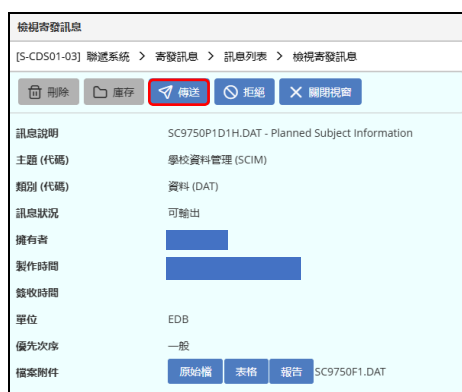 檢視寄發訊息
[S-CDS01-03] 聯遞系統 > 寄發訊息 > 訊息列表 > 檢視寄發訊息
刪除 庫存 傳送 拒絕 關閉視窗
訊息說明 SC9750P1D1H.DAT - Planned Subject Information
主題 (代碼) 學校資料管理 (SCIM)
類別 (代碼) 資料 (DAT)
訊息狀況 可輸出
擁有者
製作時間
簽收時間
單位 EDB
優先次序 一般
檔案附件 原始檔 表格 報告 SC9750F1.DAT